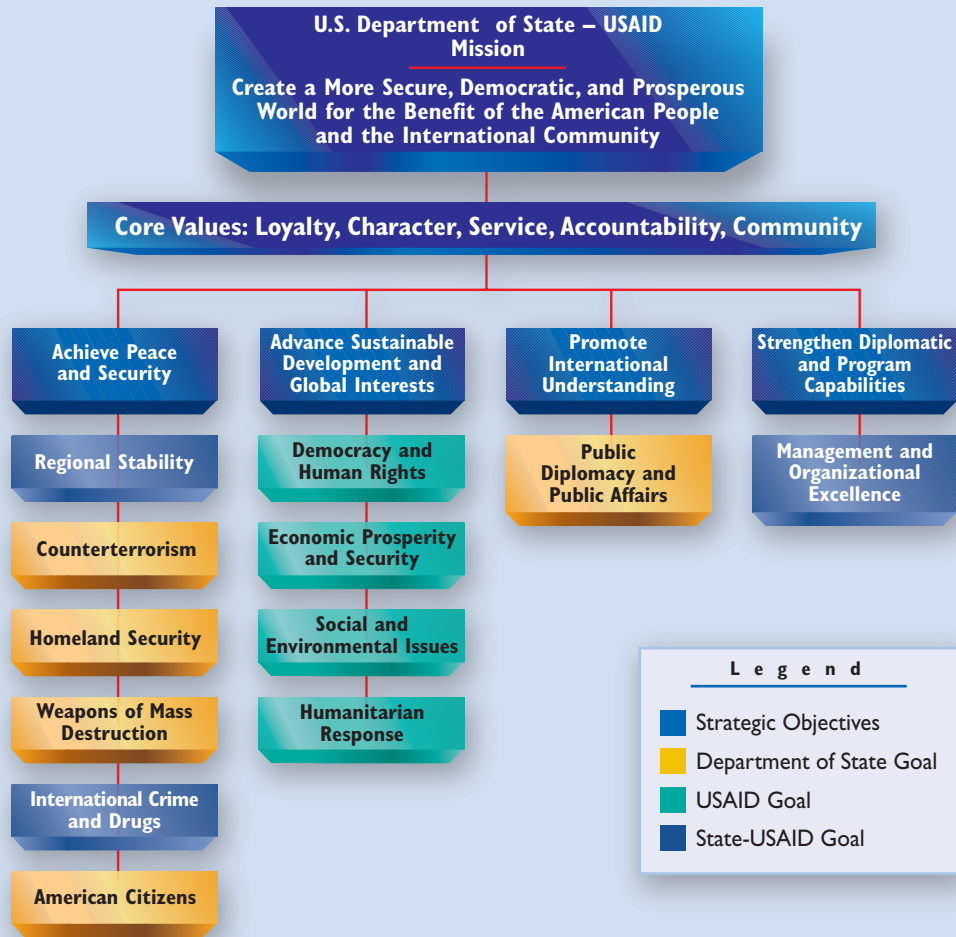 U.S. Department of State – USAID
Mission
Create a More Secure, Democratic, and Prosperous
World for the Benefit of the American People
and the International Community
Core Values: Loyalty, Character, Service, Accountability, Community
Achieve Peace
and Security
Regional Stability
Counterterrorism
Homeland Security
Weapons of Mass
Destruction
International Crime
and Drugs
American Citizens
Advance Sustainable
Development and
Global Interests
Democracy and
Human Rights
Economic Prosperity
and Security
Social and
Environmental Issues
Humanitarian
Response
Promote
International
Understanding
Public
Diplomacy and
Public Affairs
Strengthen Diplomatic
and Program
Capabilities
Management and
Organizational
Excellence
Legend
Strategic Objectives
Department of State Goal
USAID Goal
State-USAID Goal